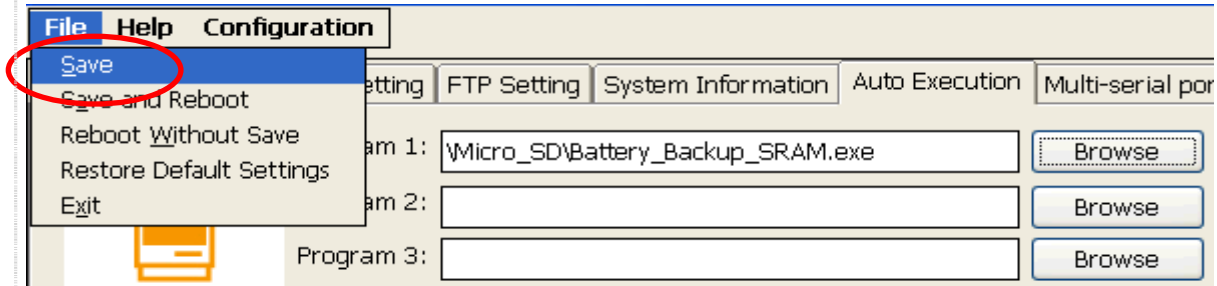 File Help Configuration
Save
etting FTP Setting System Information Auto Execution Multi-serial por
Save and Reboot
Reboot Without Save
am 1: \Micro_SD\Battery_Backup_SRAM.exe Browse
Restore Default Settings
Exit
am 2: Browse
Program 3: Browse